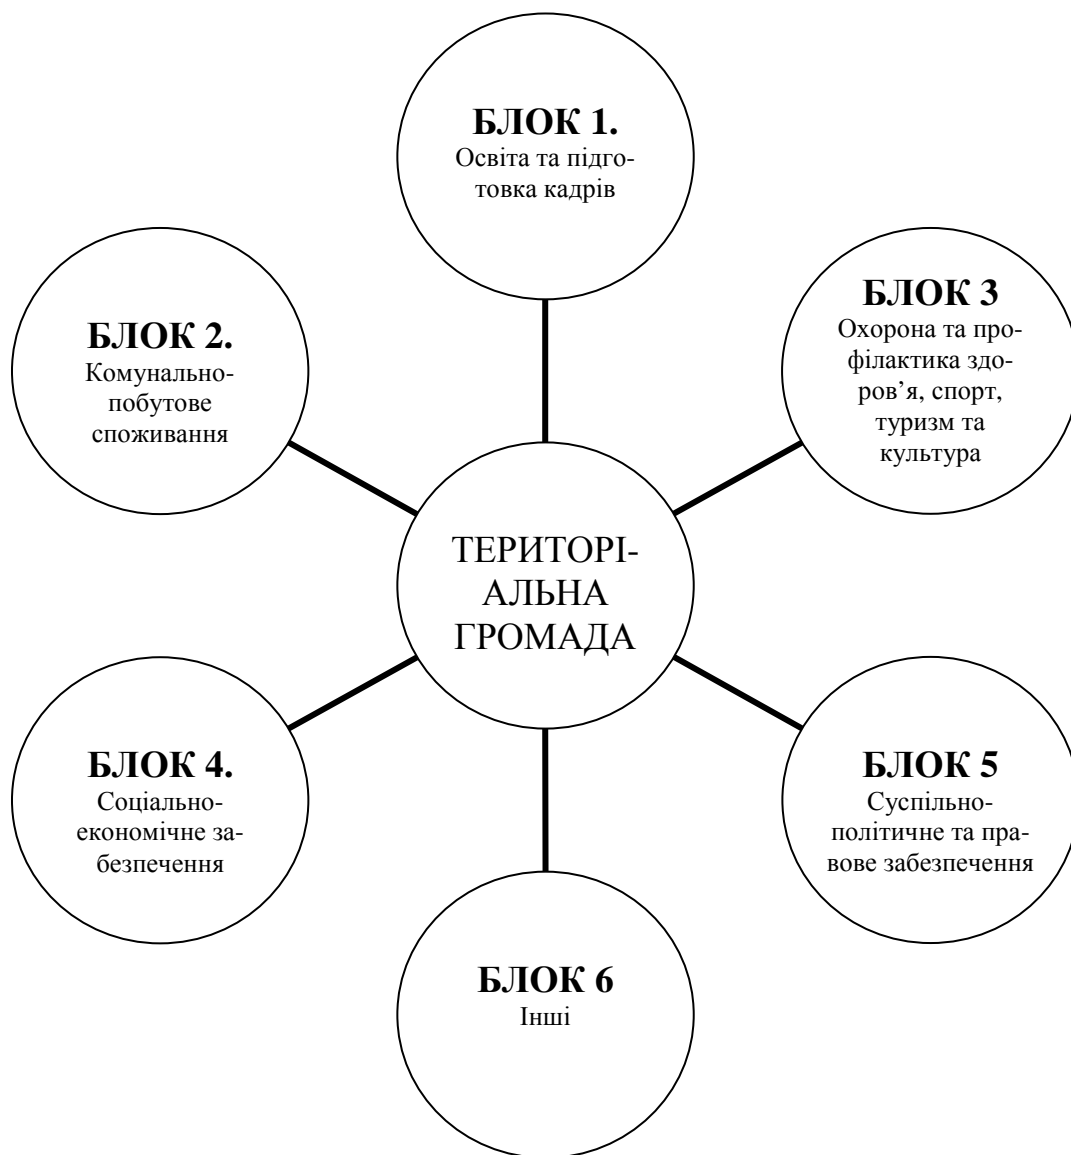 БЛОК 1.
Освіта та підго-
товка кадрів
БЛОК 2.
Комунально-
побутове
споживання
БЛОК 3
Охорона та про-
філактика здо-
ров’я, спорт,
туризм та
культура
ТЕРИТОРІ-
АЛЬНА
ГРОМАДА
БЛОК 4.
Соціально-
економічне за-
безпечення
БЛОК 5
Суспільно-
політичне та пра-
вове забезпечення
БЛОК 6
Інші